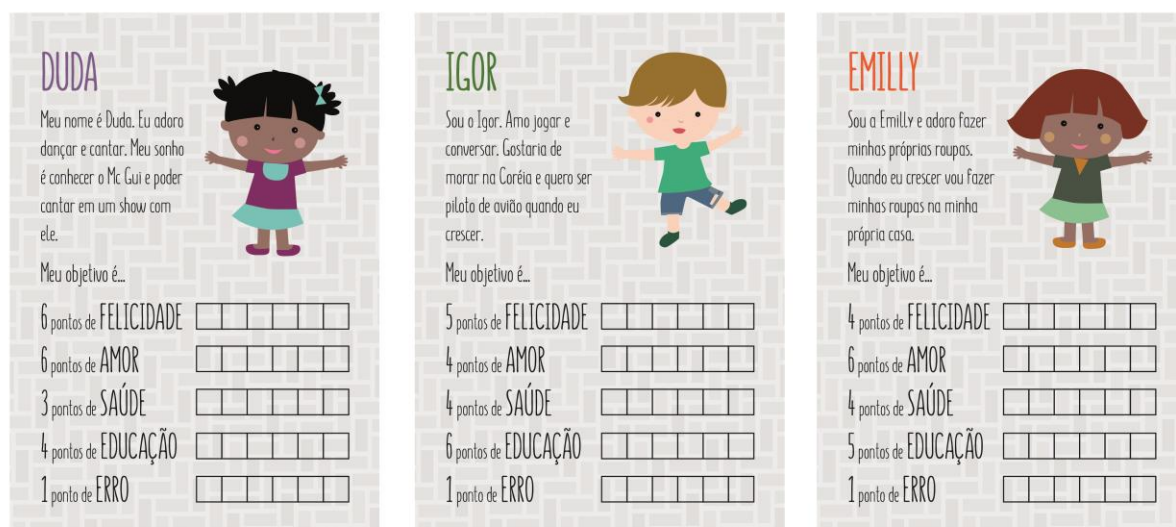 DUDA
Meu nome é Duda. Eu adoro
dançar e cantar. Meu sonho
é conhecer o Mc Gui e poder
cantar em um show com
ele.
Meu objetivo é...
6 pontos de FELICIDADE
6 pontos de AMOR
3 pontos de SAÚDE
4 pontos de EDUCAÇÃO
1 ponto de ERRO
IGOR
Sou o Igor. Amo jogar e
conversar. Gostaria de
morar na Coréia e quero ser
piloto de avião quando eu
crescer.
Meu objetivo é...
5 pontos de FELICIDADE
4 pontos de AMOR
4 pontos de SAÚDE
6 pontos de EDUCAÇÃO
1 ponto de ERRO
EMILLY
Sou a Emilly e adoro fazer
minhas próprias roupas.
Quando eu crescer vou fazer
minhas roupas na minha
própria casa.
Meu objetivo é...
4 pontos de FELICIDADE
6 pontos de AMOR
4 pontos de SAÚDE
5 pontos de EDUCAÇÃO
1 ponto de ERRO